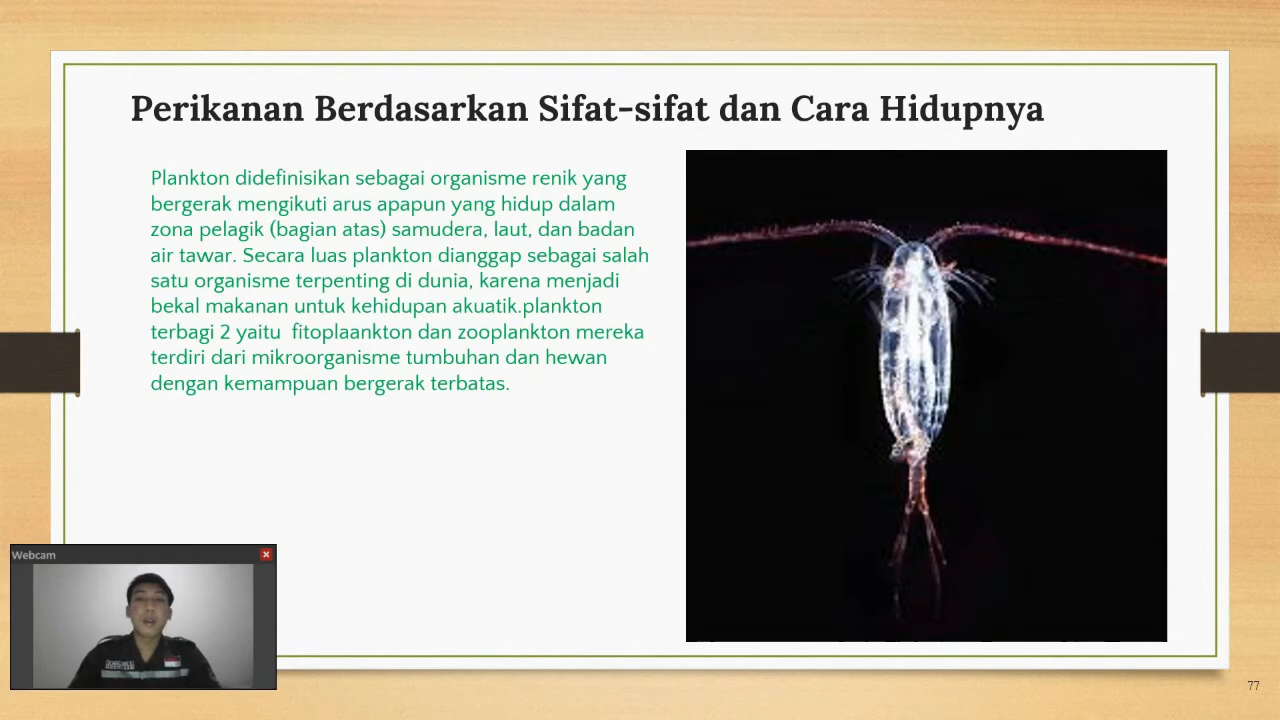 Perikanan Berdasarkan Sifat-sifat dan Cara Hidupnya
Plankton didefinisikan sebagai organisme renik yang
bergerak mengikuti arus apapun yang hidup dalam
zona pelagik (bagian atas) samudera, laut, dan badan
air tawar. Secara luas plankton dianggap sebagai salah
satu organisme terpenting di dunia, karena menjadi
bekal makanan untuk kehidupan akuatik.plankton
terbagi 2 yaitu  fitoplaankton dan zooplankton mereka
terdiri dari mikroorganisme tumbuhan dan hewan
dengan kemampuan bergerak terbatas.
Webcam
77